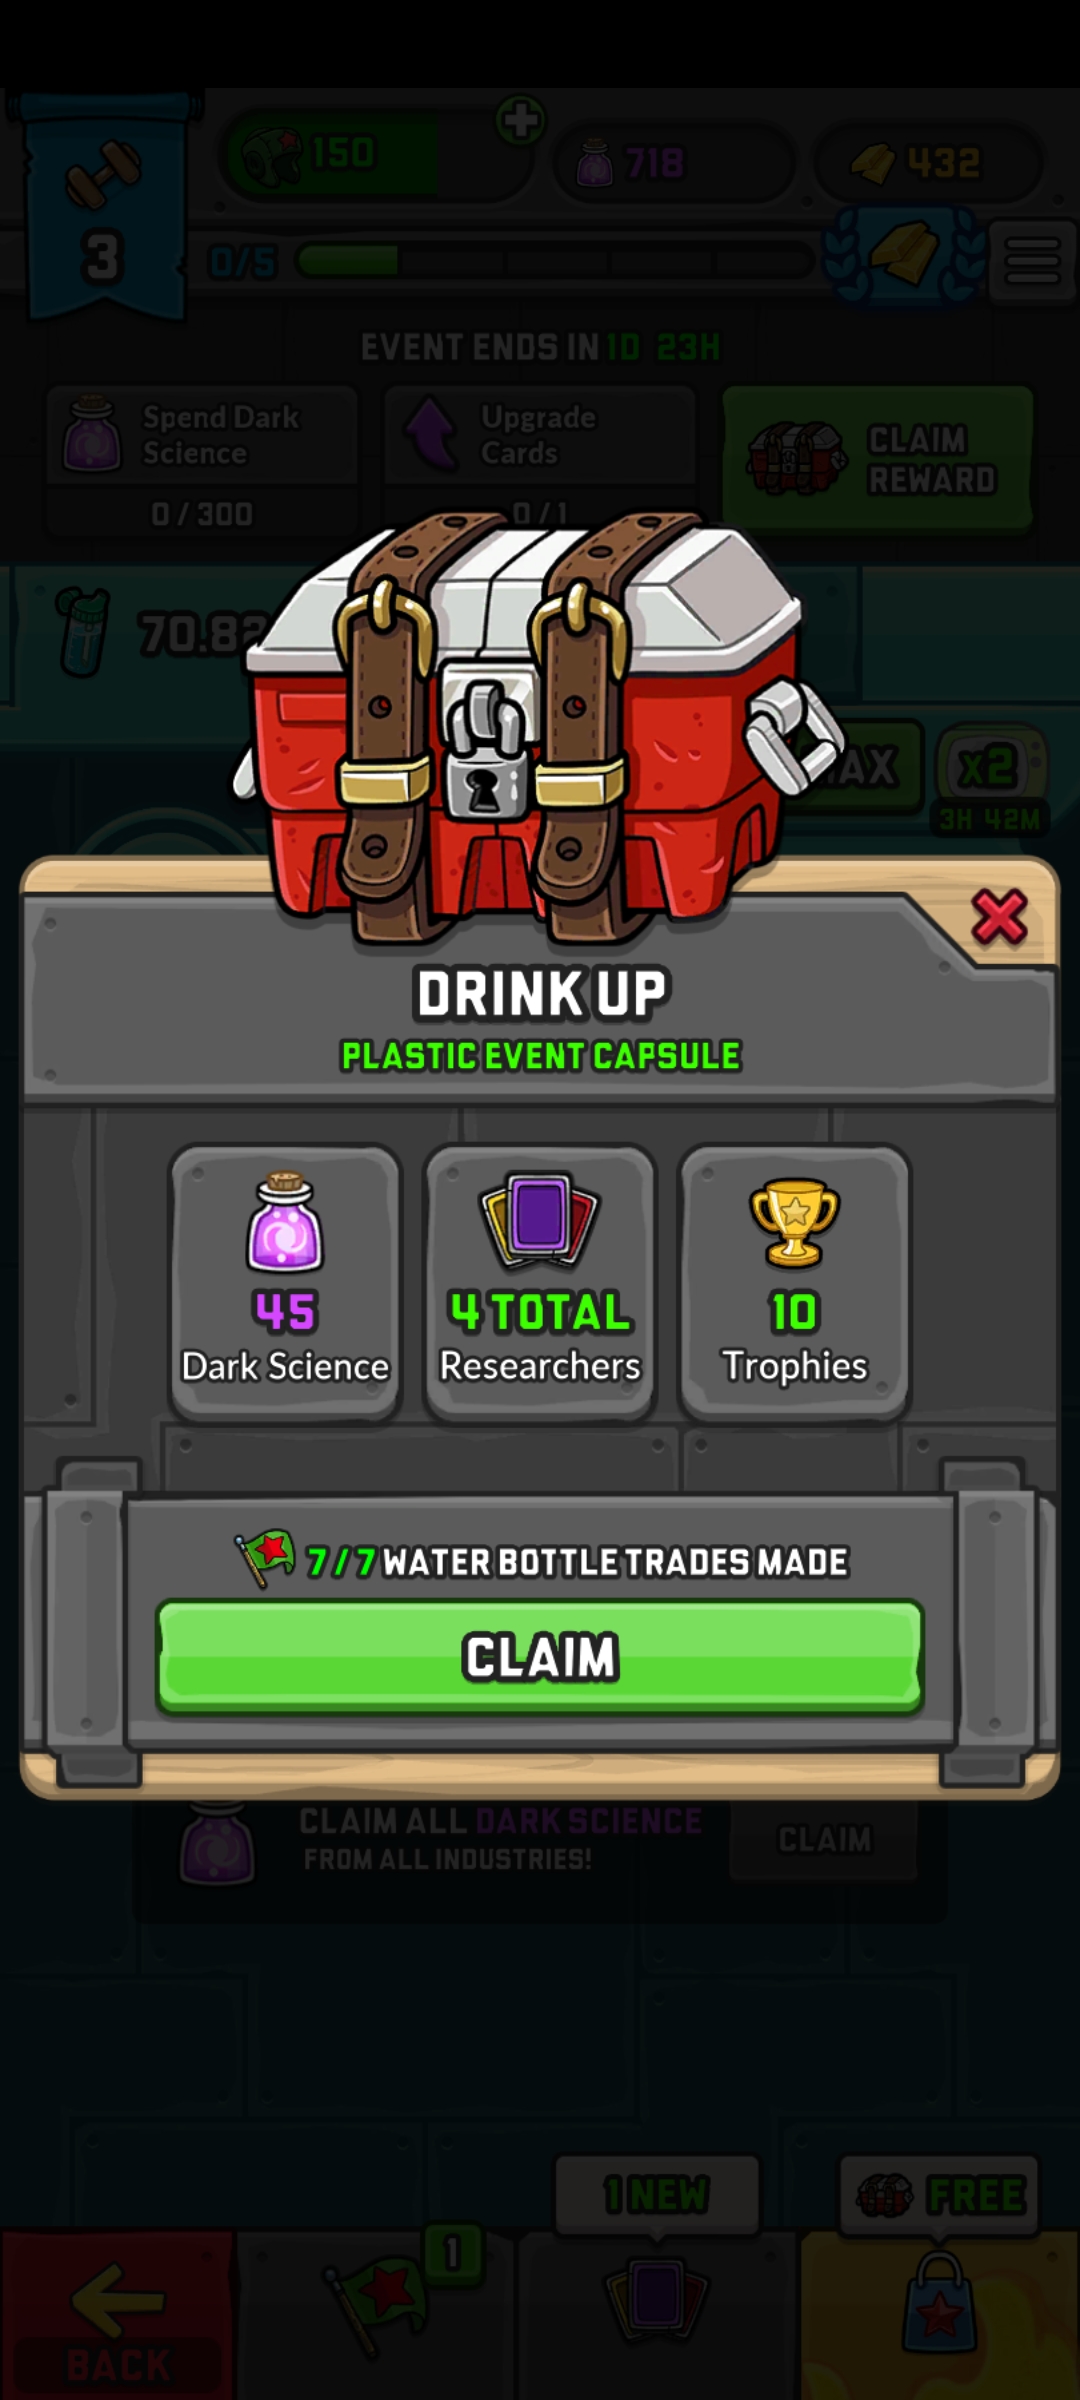 150
718
432
3
0/5
EVENT ENDS IN 1D 23H
Spend Dark
Science
0 / 300
Upgrade
Cards
0 / 1
CLAIM
REWARD
70.82
x2
3H 42M
DRINK UP
PLASTIC EVENT CAPSULE
45
Dark Science
4 TOTAL
Researchers
10
Trophies
7 / 7 WATER BOTTLE TRADES MADE
CLAIM
CLAIM ALL DARK SCIENCE
FROM ALL INDUSTRIES!
CLAIM
1 NEW
FREE
1
BACK